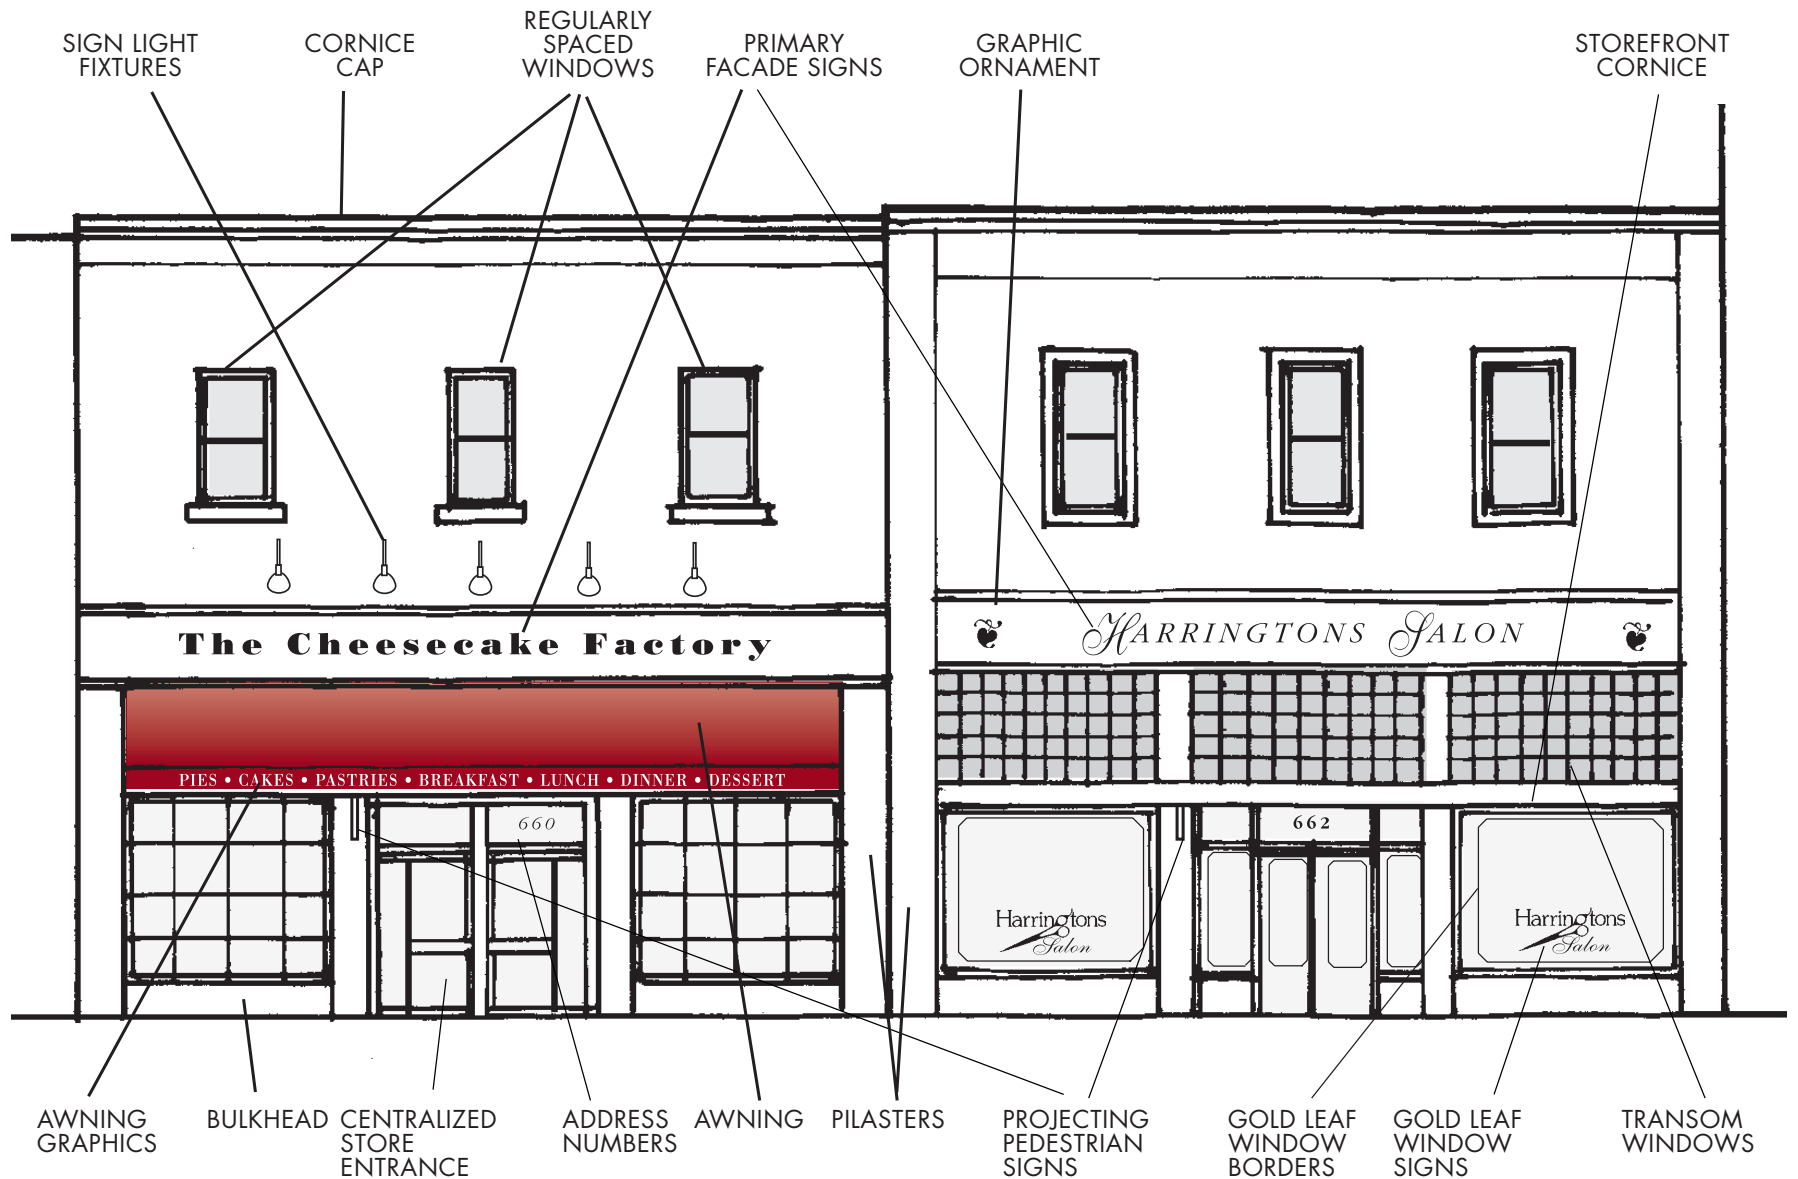 SIGN LIGHT
FIXTURES
CORNICE
CAP
REGULARLY
SPACED
WINDOWS
PRIMARY
FACADE SIGNS
GRAPHIC
ORNAMENT
STOREFRONT
CORNICE
The Cheesecake Factory
HARRINGTONS SALON
PIES • CAKES • PASTRIES • BREAKFAST • LUNCH • DINNER • DESSERT
660
662
Harringtons
Salon
Harringtons
Salon
AWNING
GRAPHICS
BULKHEAD
CENTRALIZED
STORE
ENTRANCE
ADDRESS
NUMBERS
AWNING
PILASTERS
PROJECTING
PEDESTRIAN
SIGNS
GOLD LEAF
WINDOW
BORDERS
GOLD LEAF
WINDOW
SIGNS
TRANSOM
WINDOWS